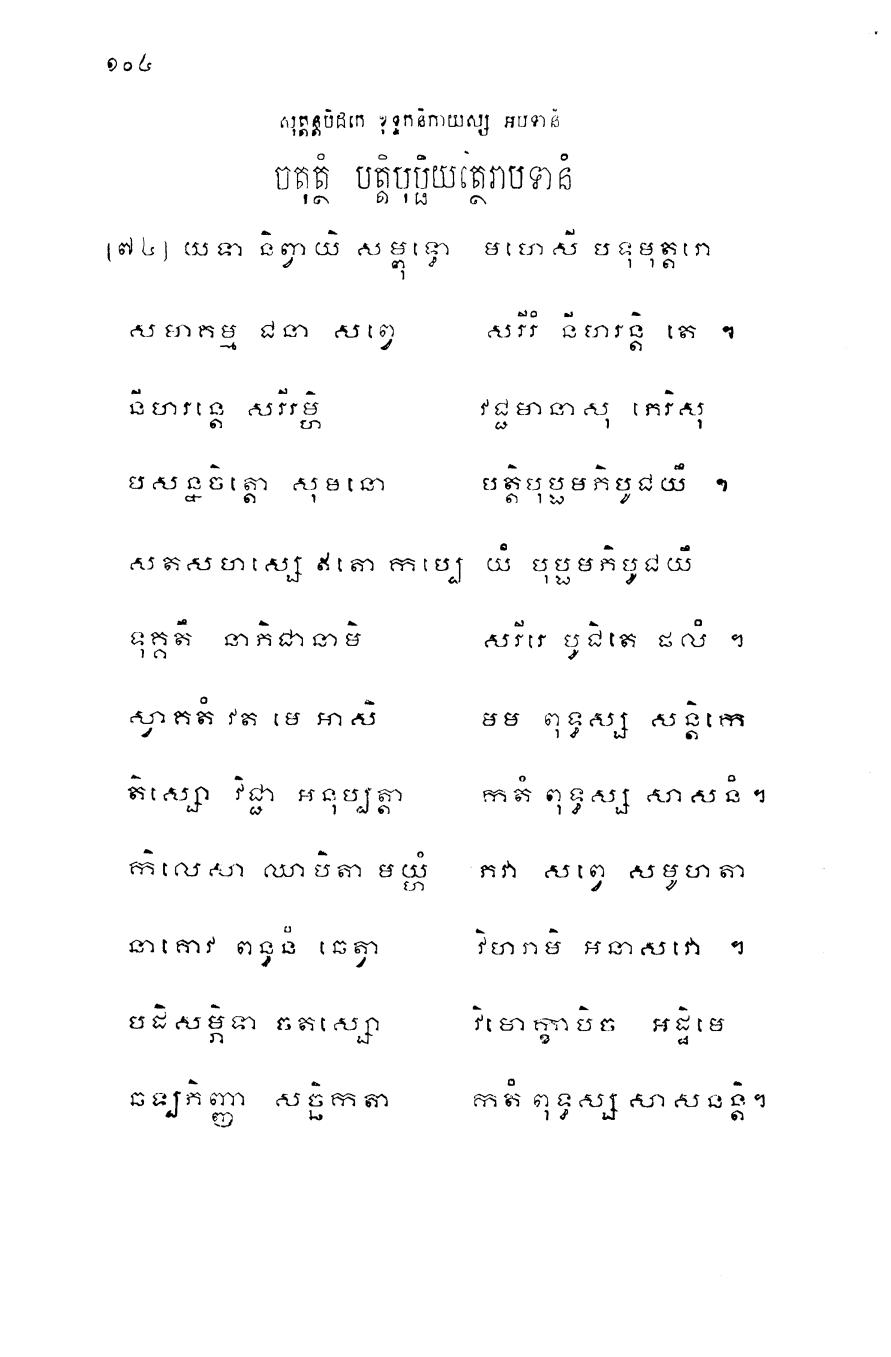 ១០៤
សុត្តន្តបិដកេ ខុទ្ទកនិកាយស្ស អបទានំ
ចតុត្ថំ បត្តិបុប្ផិយត្ថេរាបទានំ
[៧៤] យទា និព្វាយិ សម្ពុទ្ធោ មហេសី បទុមុត្តរោ
សមាគម្ម ជនា សព្វេ សរីរំ នីហរន្តិ តេ ។
នីហរន្តេ សរីរម្ហិ វជ្ជមានាសុ ភេរិសុ
បសន្នចិត្តោ សុមនោ បត្តិបុប្ផមភិបូជយឹ ។
សតសហស្សេ ឥតោ កប្បេ យំ បុប្ផមភិបូជយឹ
ទុគ្គតឹ នាភិជានាមិ សរីរេ បូជិតេ ផលំ ។
ស្វាគតំ វត មេ អាសិ មម ពុទ្ធស្ស សន្តិកេ
តិស្សោ វិជ្ជា អនុប្បត្តា កតំ ពុទ្ធស្ស សាសនំ។
កិលេសា ឈាបិតា មយ្ហំ ភវា សព្វេ សមូហតា
នាគោវ ពន្ធនំ ឆេត្វា វិហរាមិ អនាសវោ ។
បដិសម្ភិទា ចតស្សោ វិមោក្ខាបិច អដ្ឋិមេ
ឆឡភិញ្ញា សច្ឆិកតា កតំ ពុទ្ធស្ស សាសនន្តិ។